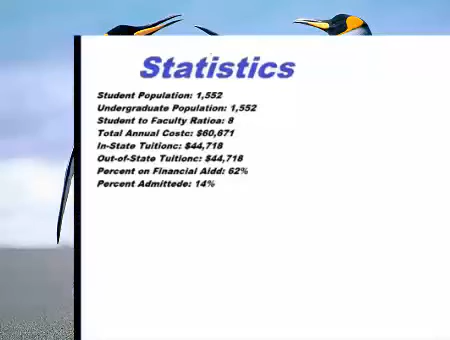 Statistics
Student Population: 1,552
Undergraduate Population: 1,552
Student to Faculty Ratioa: 8
Total Annual Costc: $60,671
In-State Tuitionc: $44,718
Out-of-State Tuitionc: $44,718
Percent on Financial Aidd: 62%
Percent Admittede: 14%